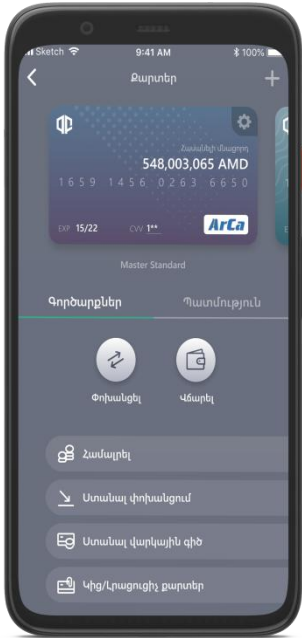 Sketch 9:41 AM 100%
Քարտեր
Հասանելի մնացորդ
548,003,065 AMD
1659 1456 0263 6650
EXP 15/22 CVV 1** ArCa
Master Standard
Գործարքներ Պատմություն
Փոխանցել Վճարել
Համալրել
Ստանալ փոխանցում
Ստանալ վարկային գիծ
Կից/Լրացուցիչ քարտեր